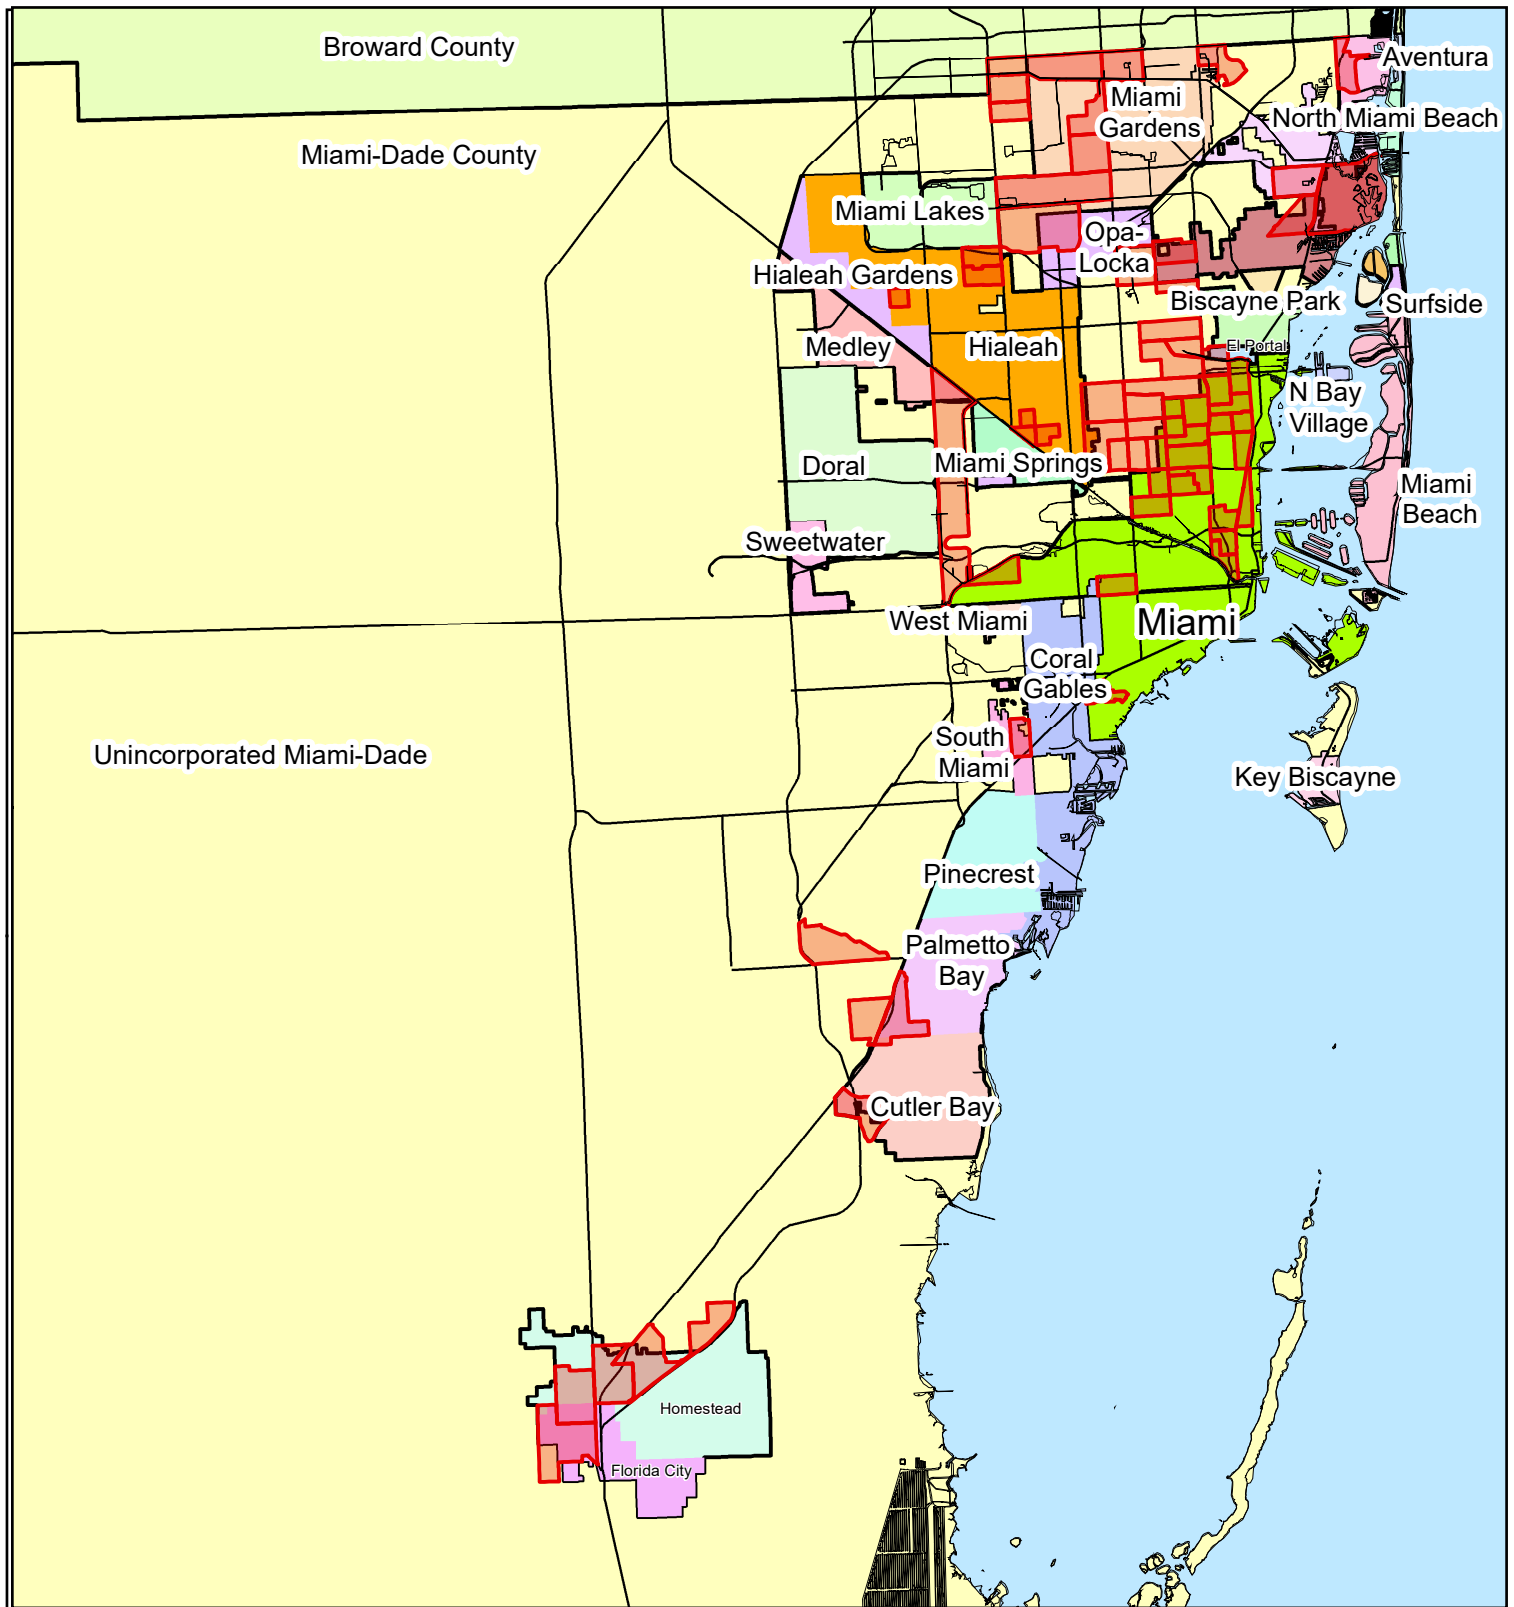 Broward County
Aventura
Miami
Gardens
North Miami Beach
Miami-Dade County
Miami Lakes
Opa-
Locka
Hialeah Gardens
Biscayne Park
Surfside
Medley
Hialeah
El Portal
N Bay
Village
Doral
Miami Springs
Miami
Beach
Sweetwater
West Miami
Miami
Coral
Gables
South
Miami
Unincorporated Miami-Dade
Key Biscayne
Pinecrest
Palmetto
Bay
Cutler Bay
Homestead
Florida City